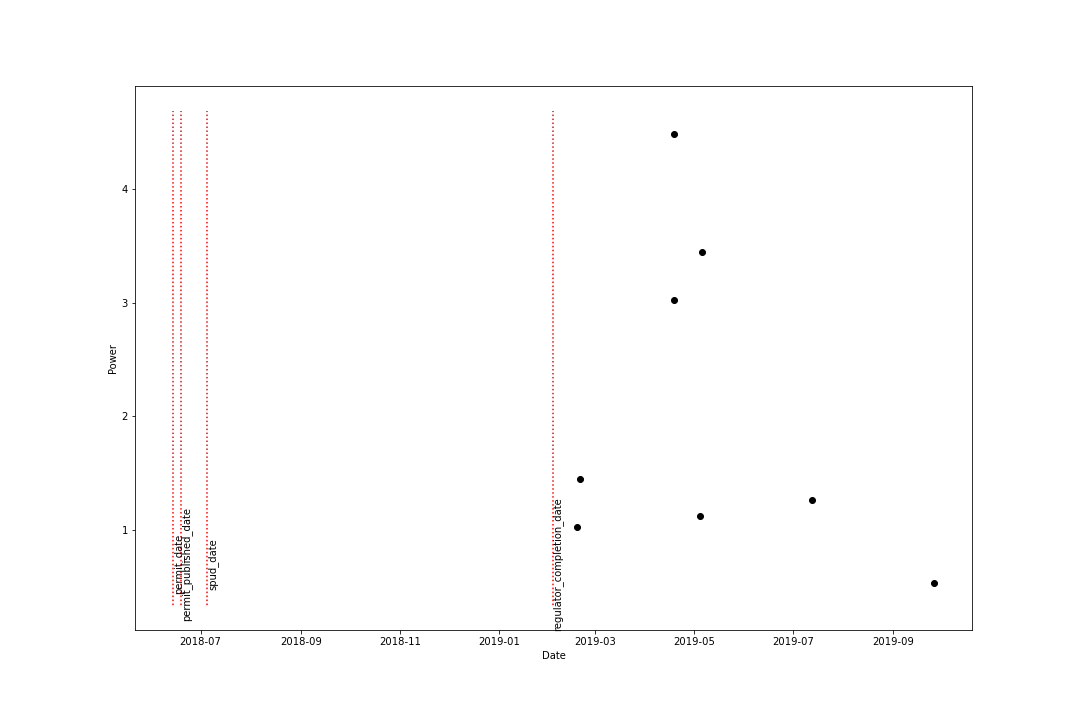 4
3
2
1
Power
permit_date
permit_published_date
spud_date
regulator_completion_date
2018-07
2018-09
2018-11
2019-01
2019-03
2019-05
2019-07
2019-09
Date